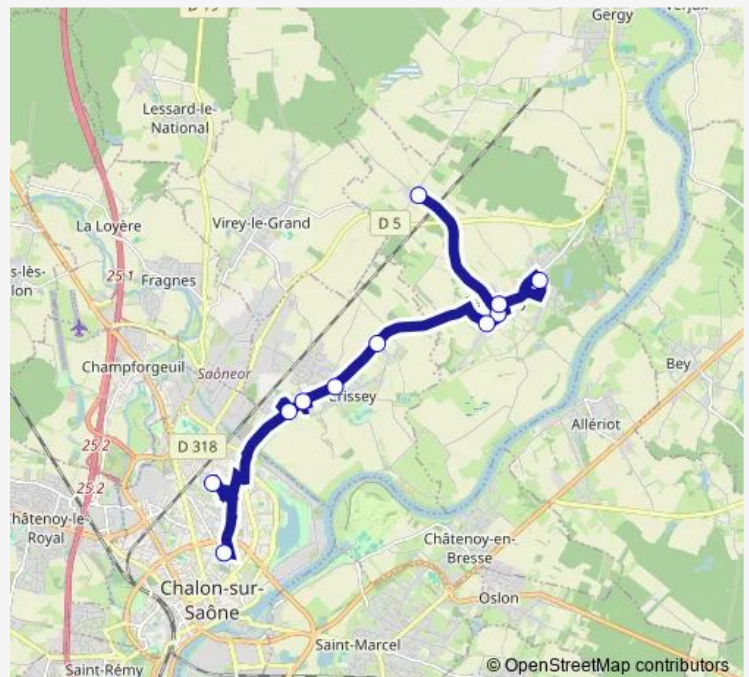 D 19
Gergy
Verjux
Lessard-le-
National
D 5
Virey-le-Grand
La Loyère
25.1
Fragnes
Champforgeuil
Saôneor
Crissey
Bey
Allériot
D 318
25.2
25.2
Châtenoy-le-
Royal
Châtenoy-en-
Bresse
Chalon-sur-
Saône
Oslon
Saint-Marcel
Saint-Rémy
© OpenStreetMap contributors